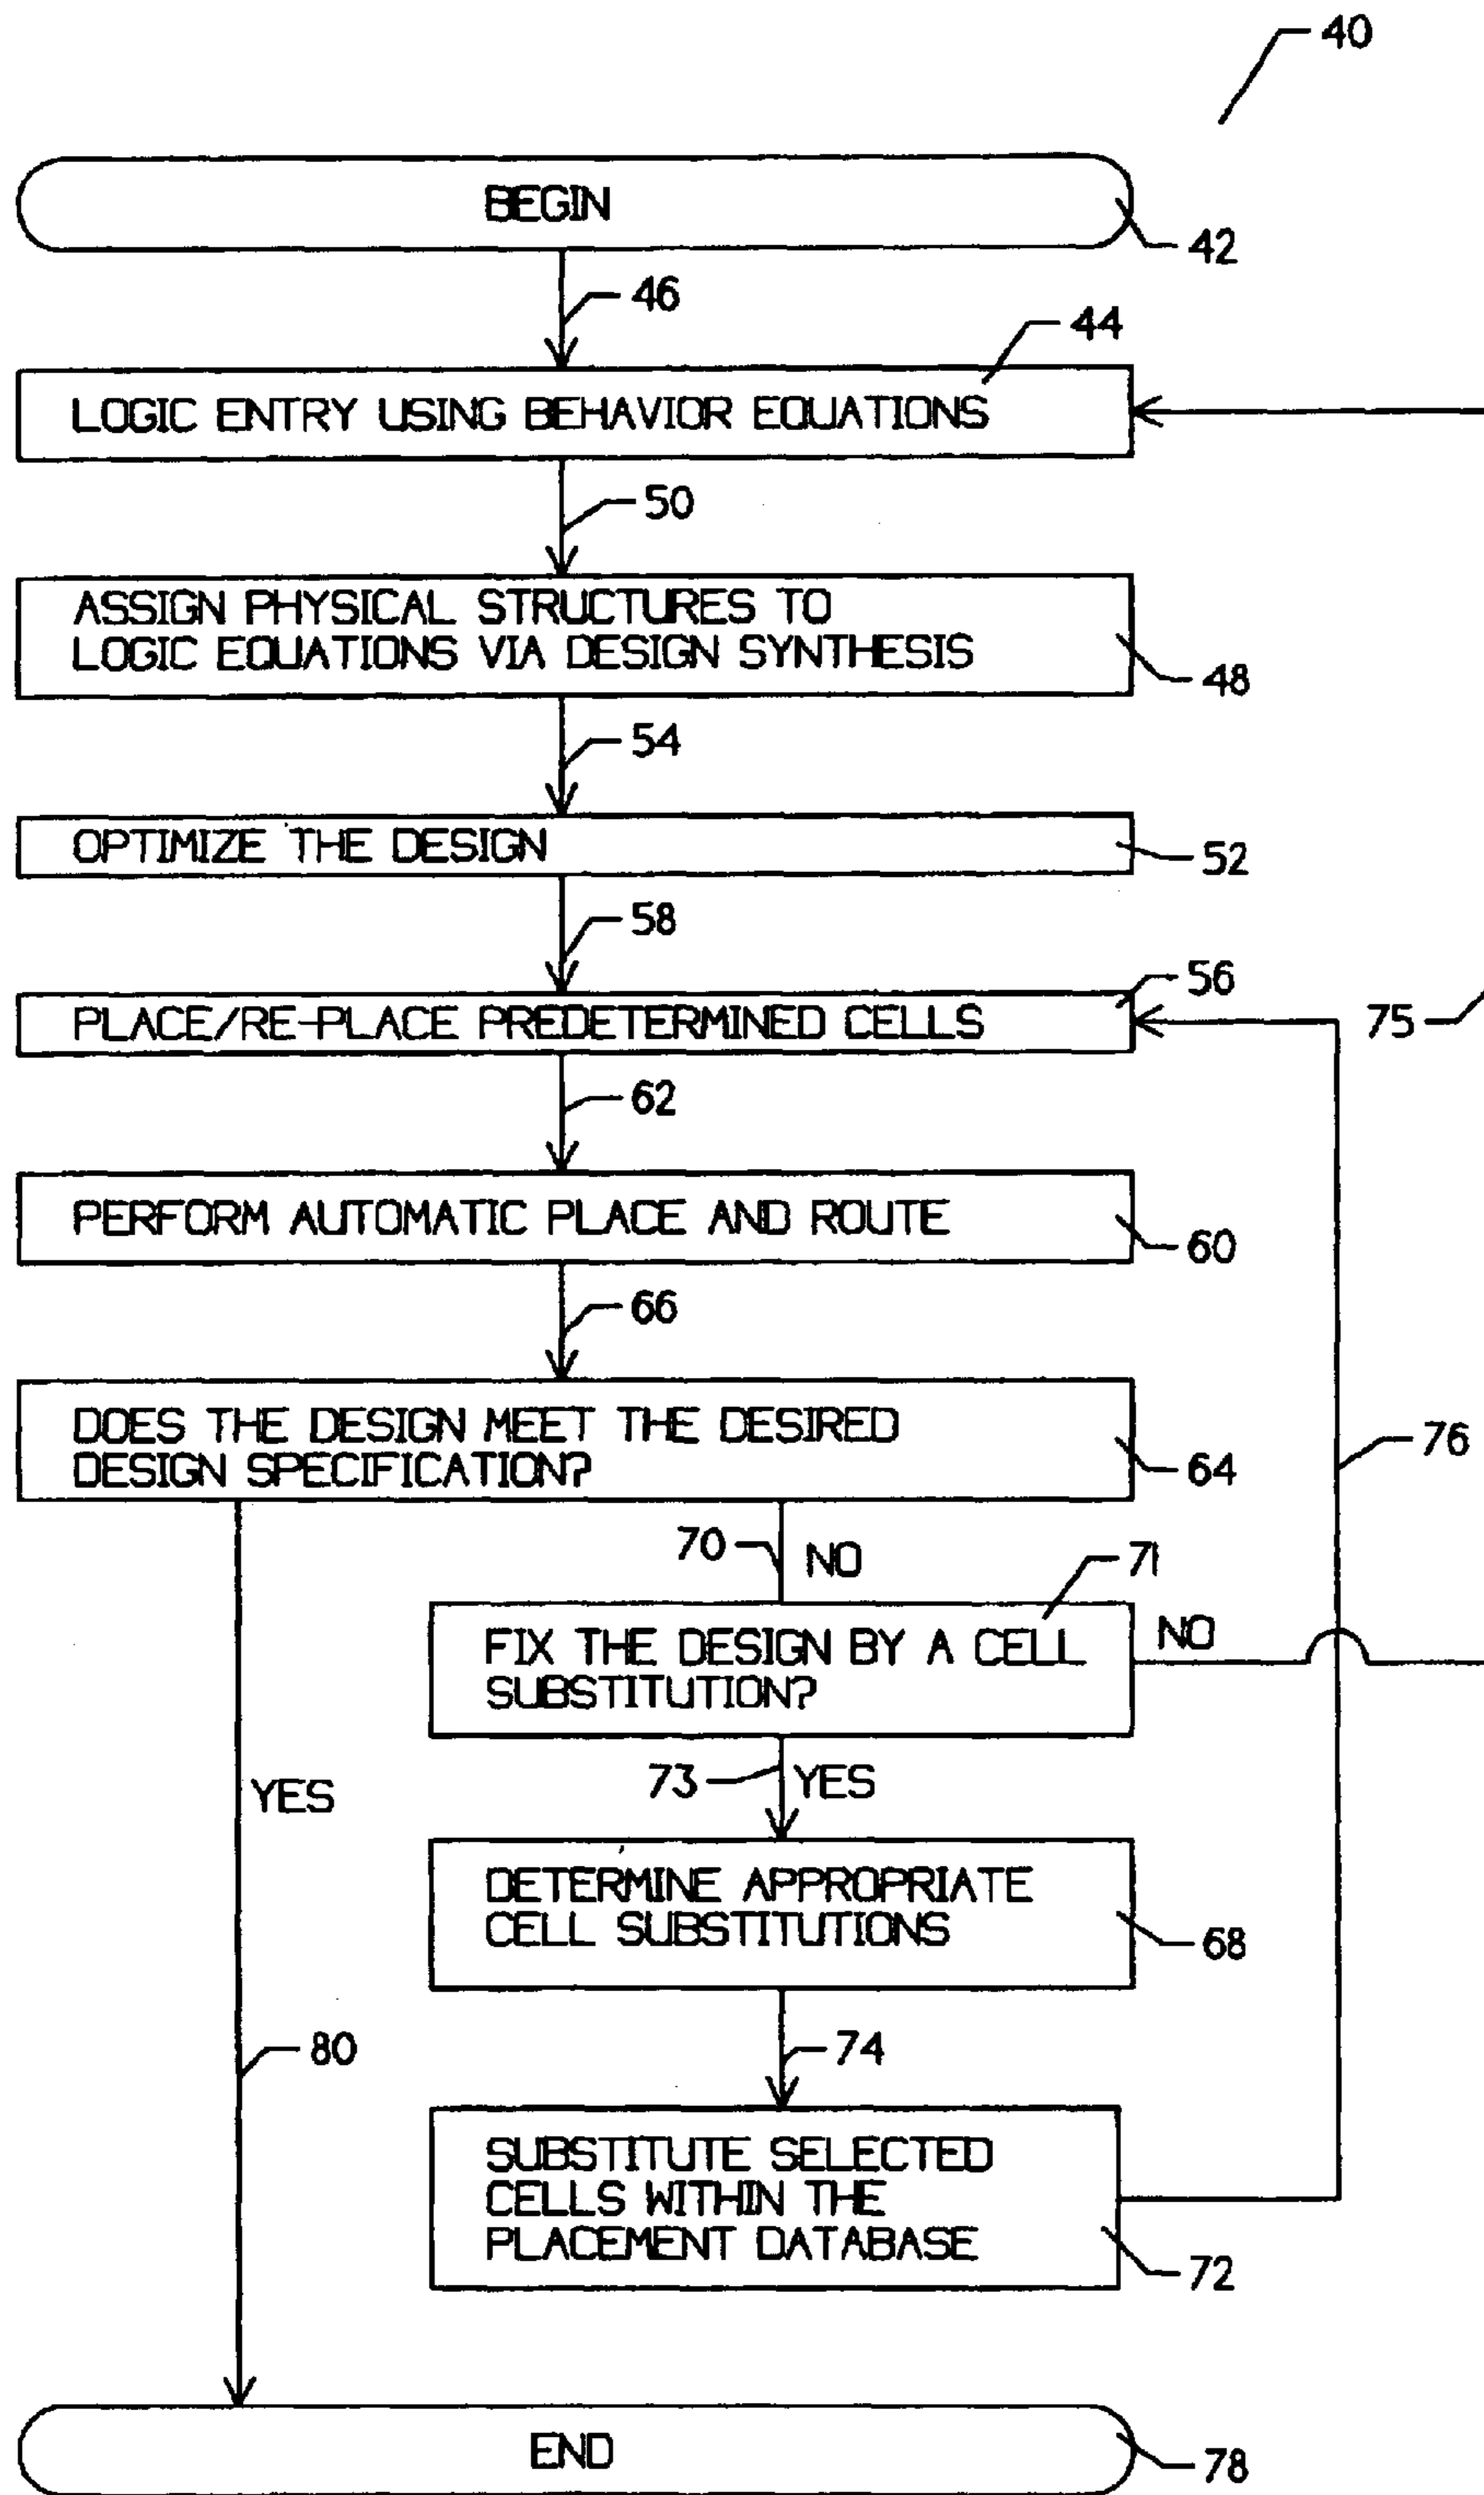 40
BEGIN
42
46
44
LOGIC ENTRY USING BEHAVIOR EQUATIONS
50
ASSIGN PHYSICAL STRUCTURES TO
LOGIC EQUATIONS VIA DESIGN SYNTHESIS
48
54
OPTIMIZE THE DESIGN
52
58
56
PLACE/RE-PLACE PREDETERMINED CELLS
75
62
PERFORM AUTOMATIC PLACE AND ROUTE
60
66
DOES THE DESIGN MEET THE DESIRED
DESIGN SPECIFICATION?
64
76
70
NO
71
FIX THE DESIGN BY A CELL
SUBSTITUTION?
NO
73
YES
YES
DETERMINE APPROPRIATE
CELL SUBSTITUTIONS
68
80
74
SUBSTITUTE SELECTED
CELLS WITHIN THE
PLACEMENT DATABASE
72
END
78